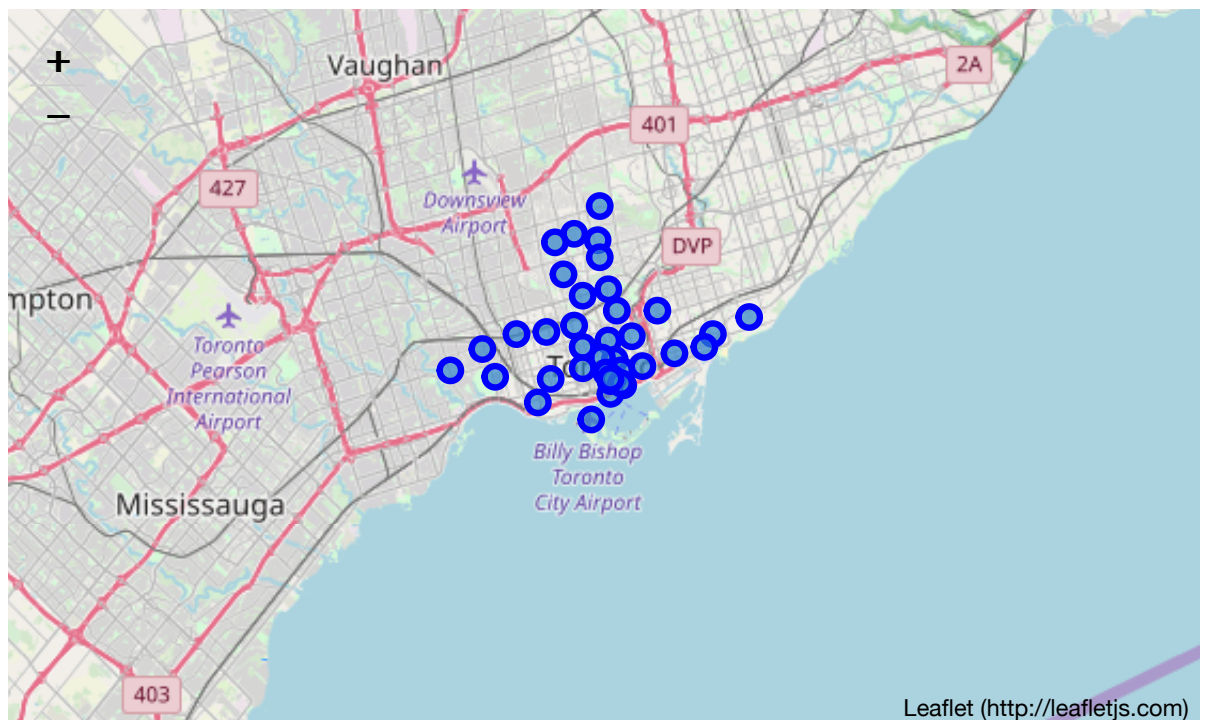 +
−
Vaughan
2A
401
427
Downsview
Airport
DVP
mpton
Toronto
Pearson
International
Airport
To
Billy Bishop
Toronto
City Airport
Mississauga
403
Leaflet (http://leafletjs.com)